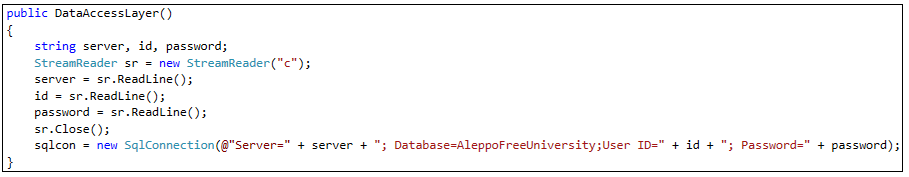 public DataAccessLayer()
{
string server, id, password;
StreamReader sr = new StreamReader("c");
server = sr.ReadLine();
id = sr.ReadLine();
password = sr.ReadLine();
sr.Close();
sqlcon = new SqlConnection(@"Server=" + server + "; Database=AleppoFreeUniversity;User ID=" + id + "; Password=" + password);
}